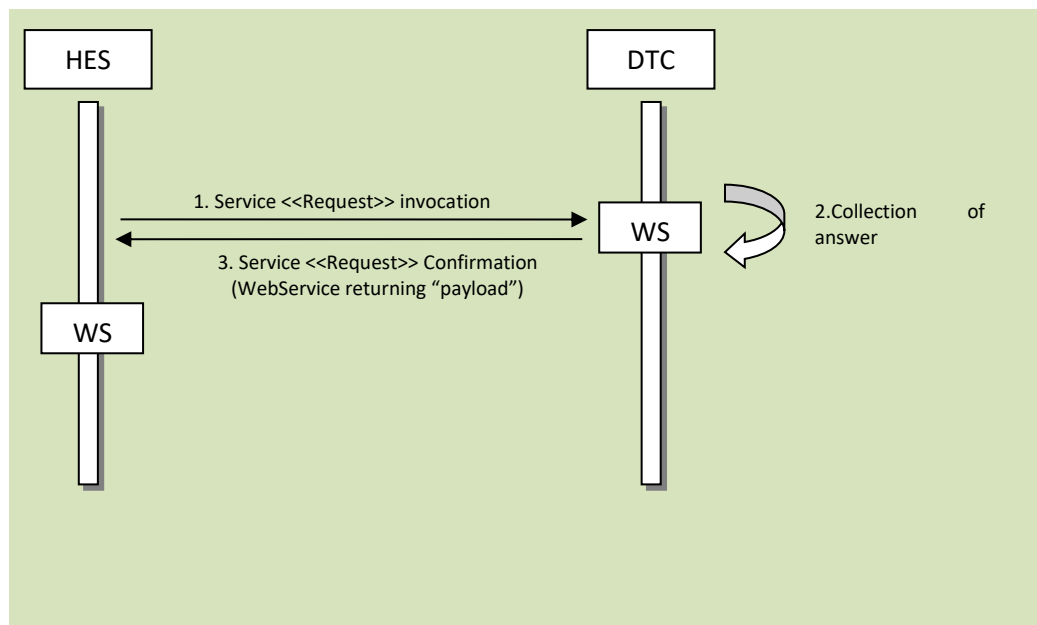 HES
DTC
1. Service <<Request>> invocation
WS
2.Collection of
answer
3. Service <<Request>> Confirmation
(WebService returning “payload”)
WS